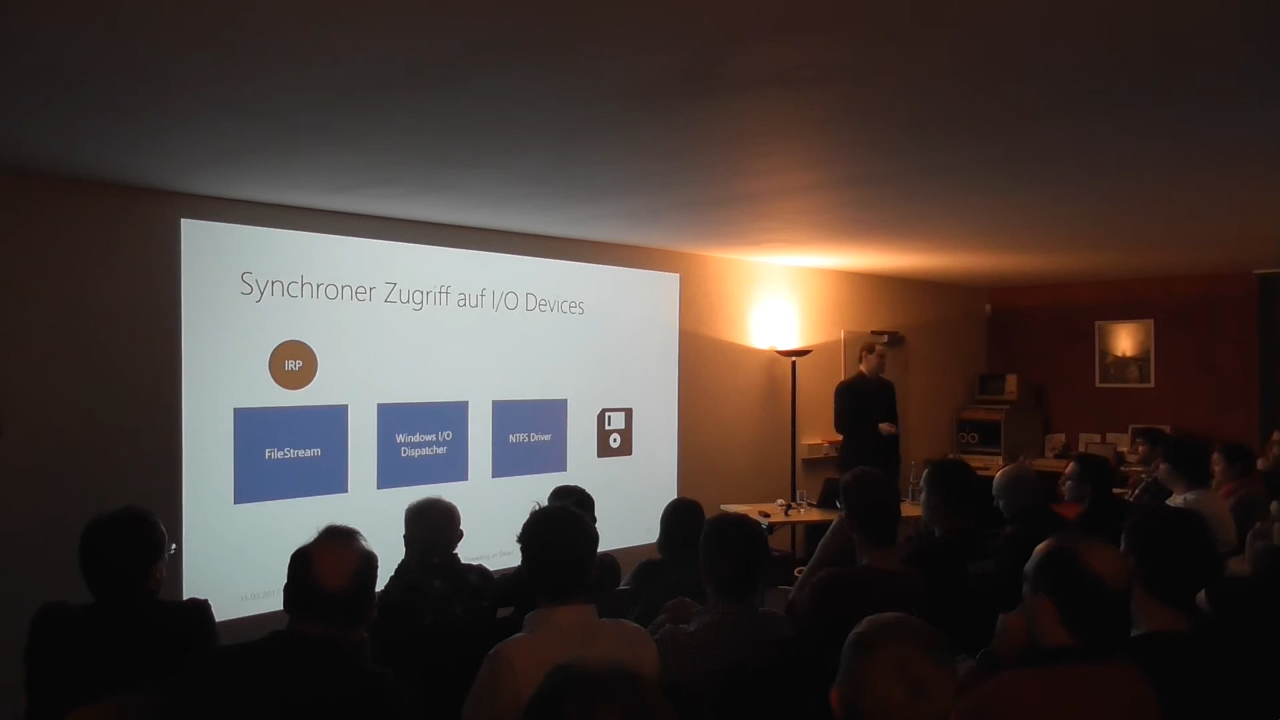 Synchroner Zugriff auf I/O Devices
IRP
FileStream
Windows I/O
Dispatcher
NTFS Driver